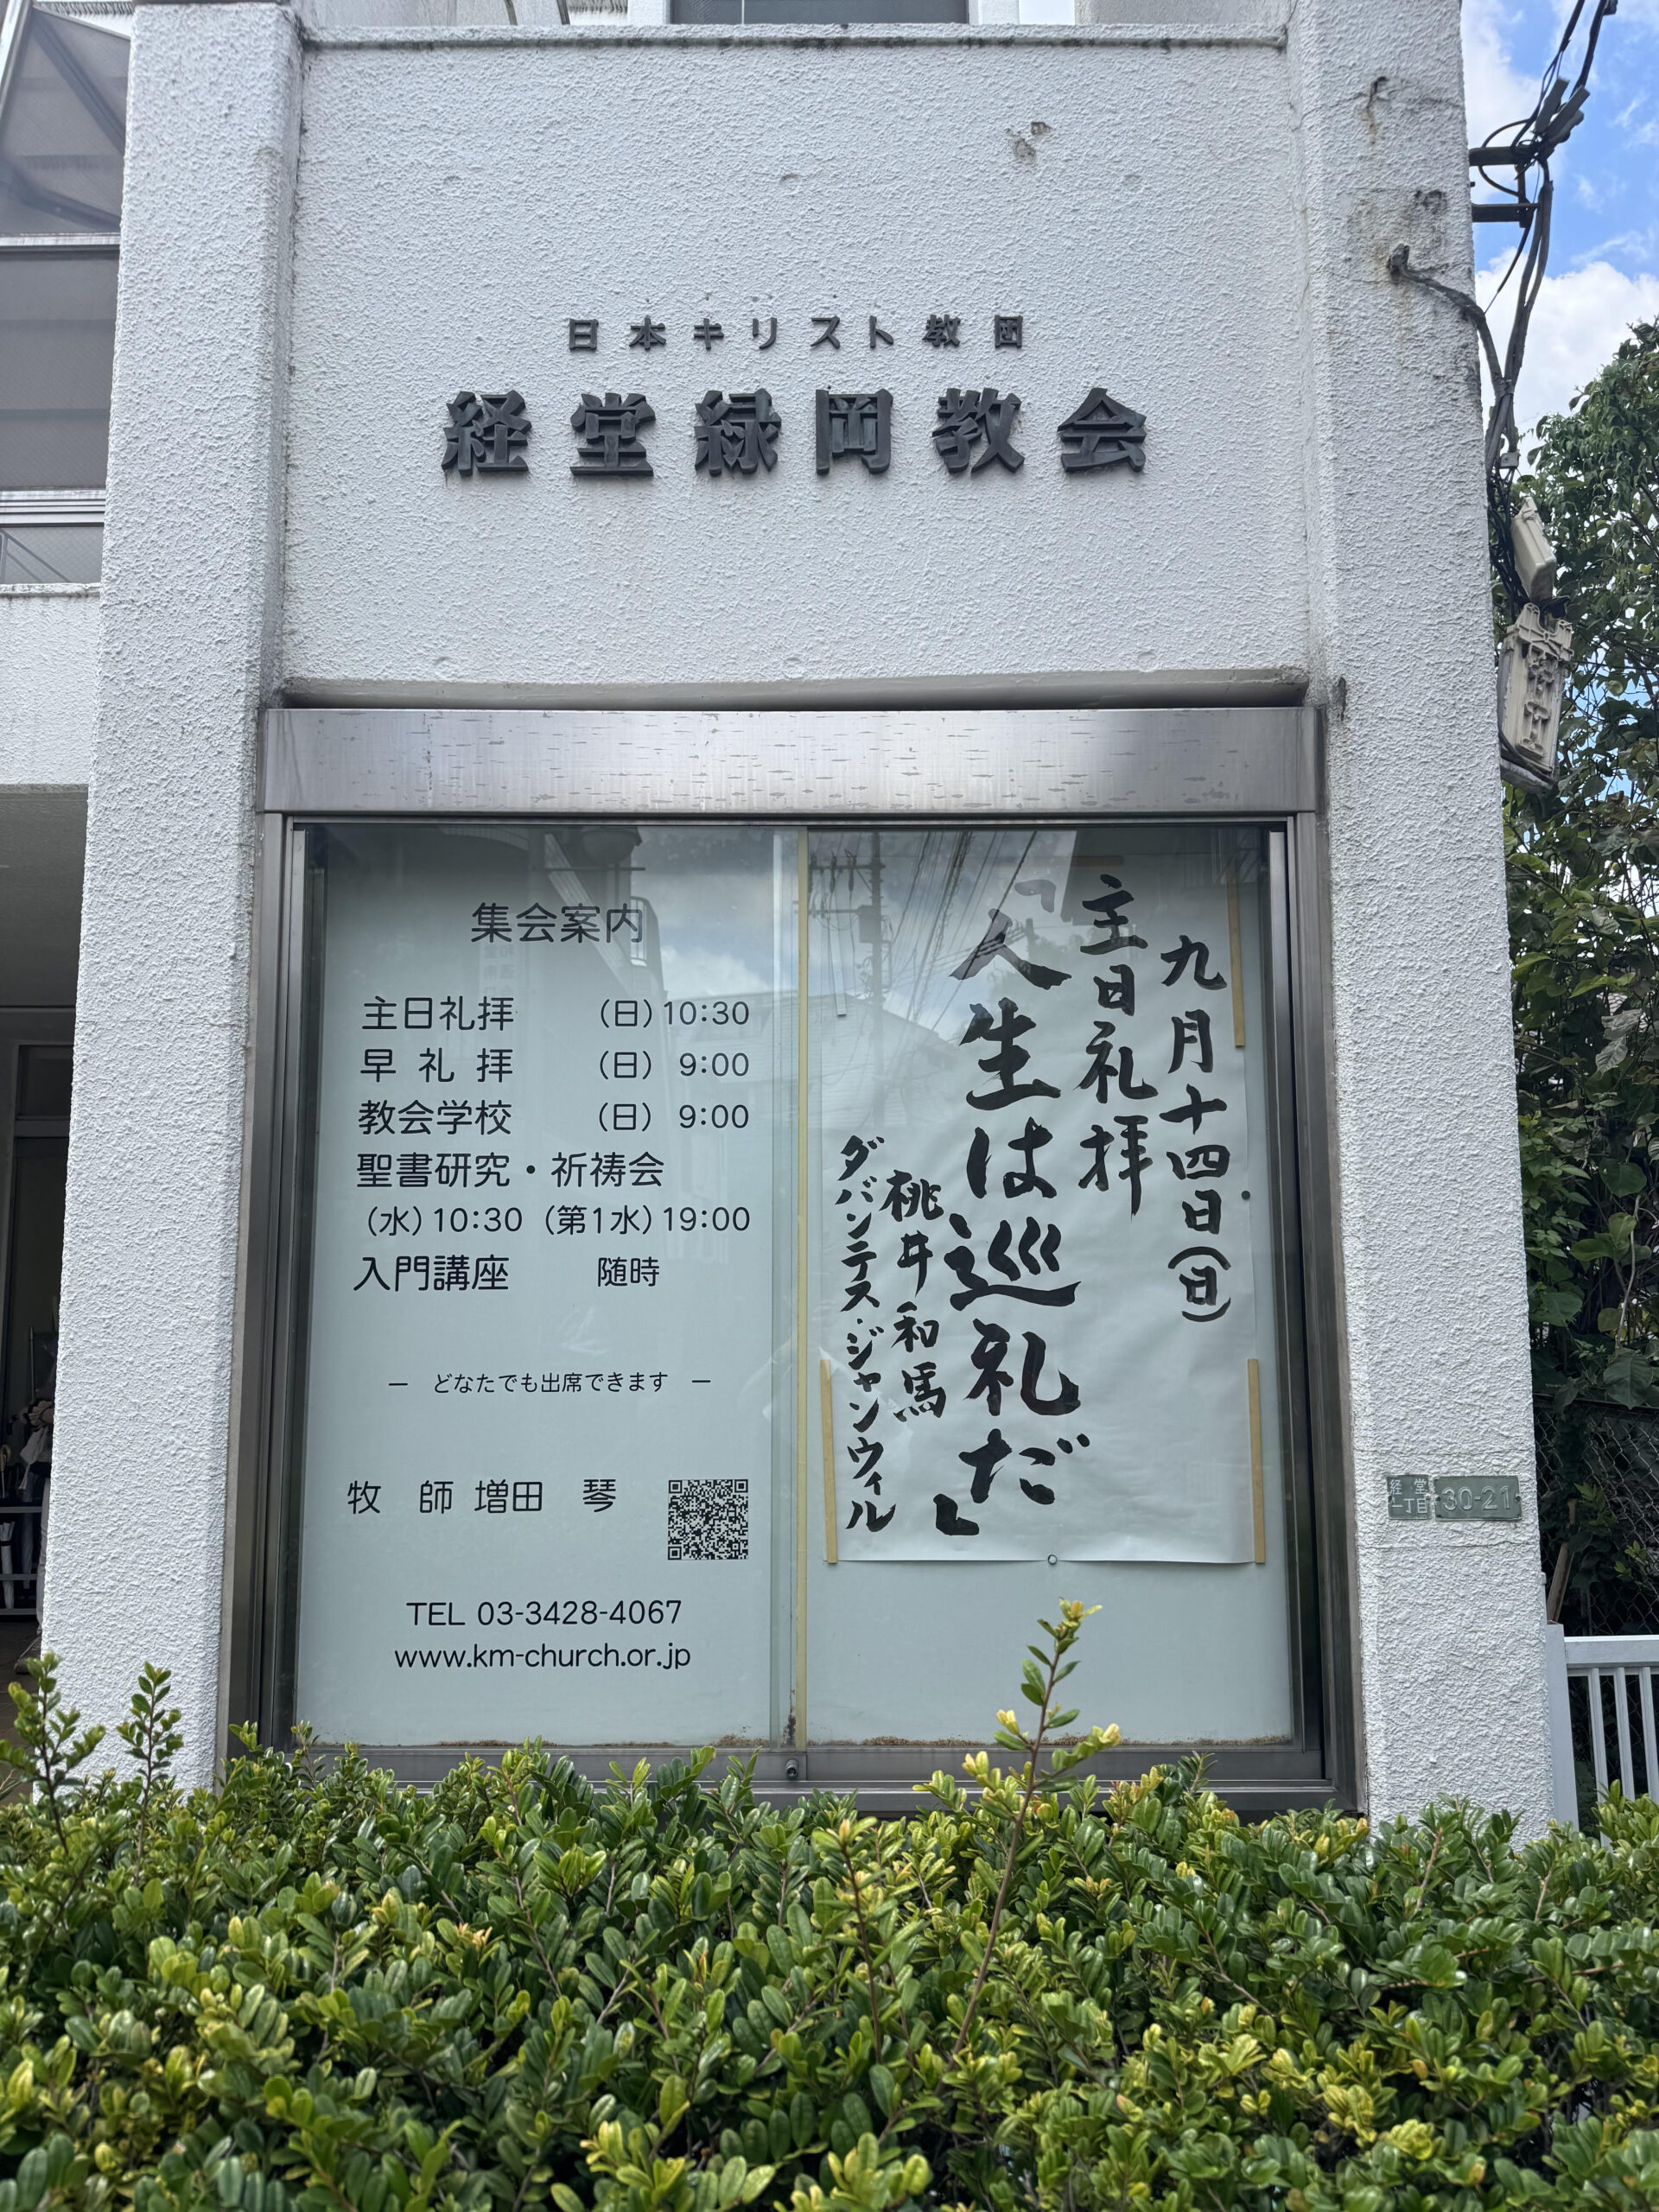 日本キリスト教団
経堂緑岡教会
集会案内
主日礼拝 (日) 10:30
早礼拝 (日) 9:00
教会学校 (日) 9:00
聖書研究・祈祷会
(水) 10:30 (第1水) 19:00
入門講座 随時
― どなたでも出席できます ―
牧師 増田 琴
TEL 03-3428-4067
www.km-church.or.jp
九月十四日(日)
主日礼拝
「人生は巡礼だ」
桃井和馬
ダバンテス・ジャンウィル
経堂
一丁目
30-21